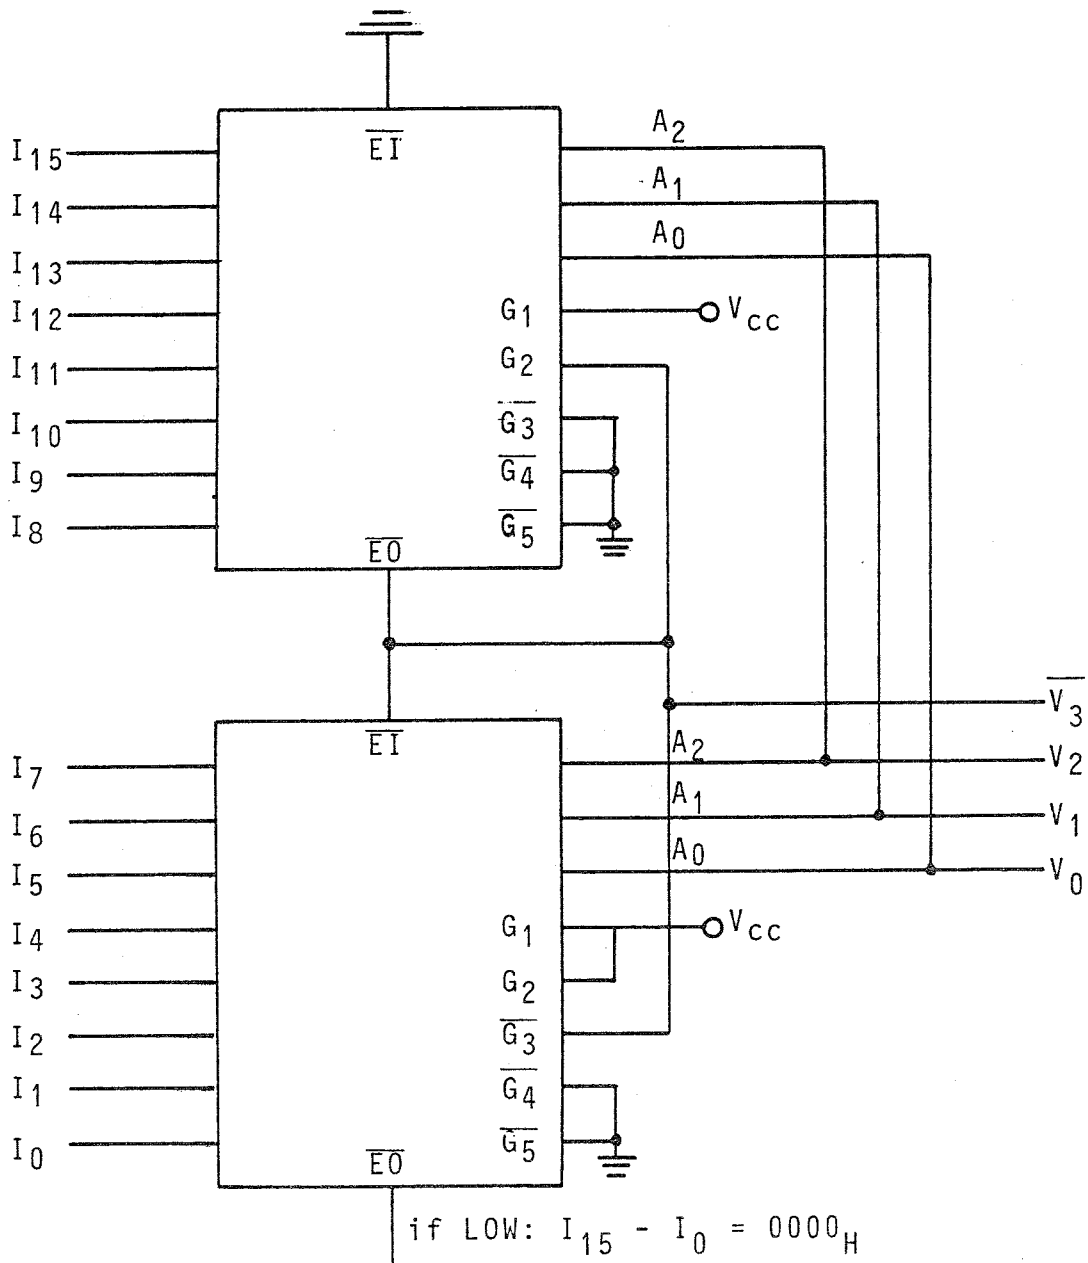 EI
I15
A2
I14
A1
I13
A0
I12
G1
Vcc
I11
G2
I10
G3
I9
G4
I8
G5
EO
V3
EI
I7
A2
V2
I6
A1
V1
I5
A0
V0
I4
G1
Vcc
I3
G2
I2
G3
I1
G4
I0
G5
EO
if LOW: I15 - I0 = 0000H